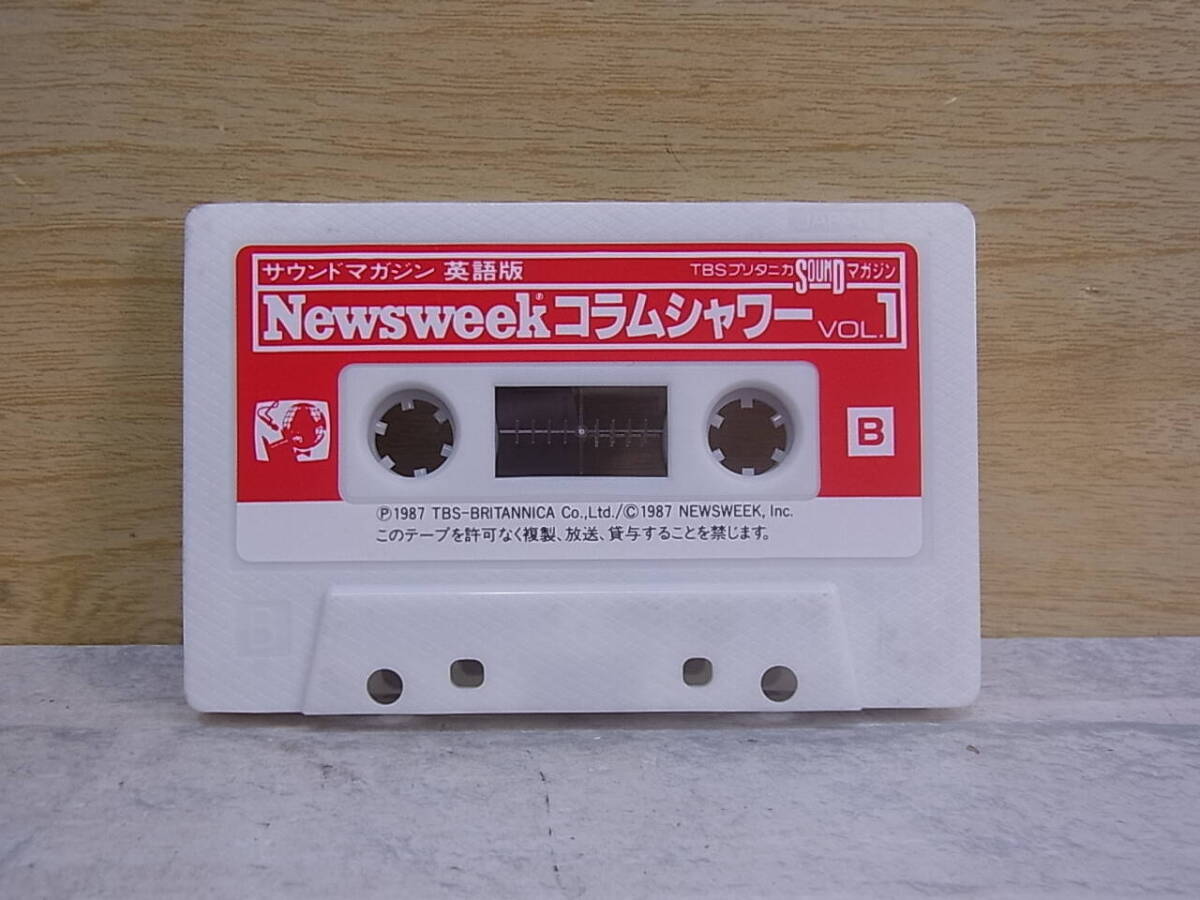 サウンドマガジン 英語版
TBSブリタニカ SOUND マガジン
Newsweek® コラムシャワー VOL.1
B
Ⓟ1987 TBS-BRITANNICA Co.,Ltd./©1987 NEWSWEEK, Inc.
このテープを許可なく複製、放送、貸与することを禁じます。
B